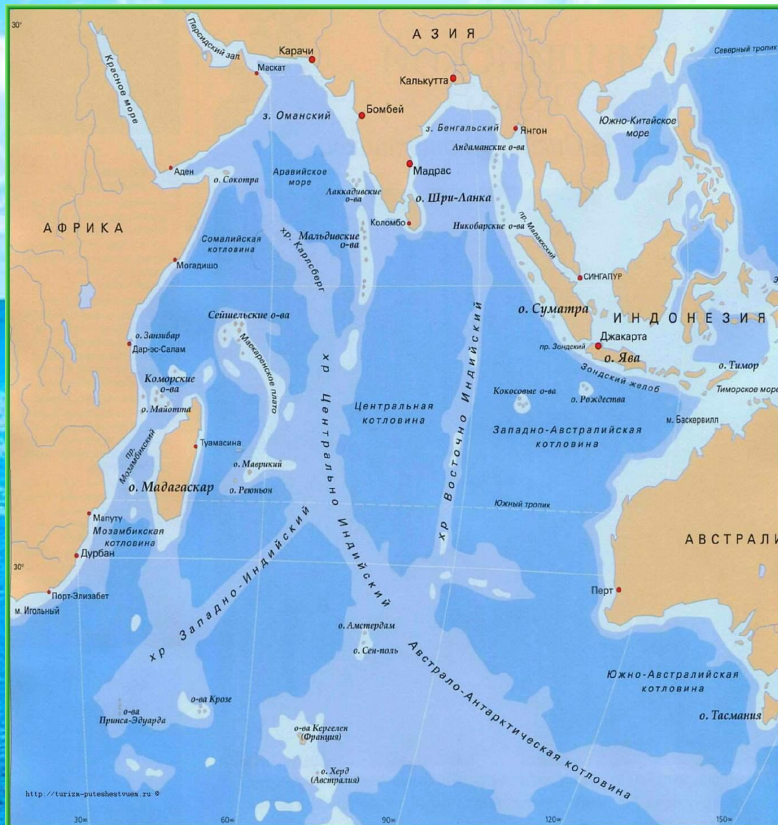 30°
АЗИЯ
Персидский зал
Карачи
Северный тропик
Маскат
Калькутта
Красное море
Бомбей
з. Оманский
з. Бенгальский
Янгон
Южно-Китайское
море
Андаманские о-ва
Мадрас
Аден
о. Сокотра
Аравийское
море
Лаккадивские
о-ва
о. Шри-Ланка
АФРИКА
Коломбо
Никобарские о-ва
пр. Малаккский
Сомалийская
котловина
Мальдивские
о-ва
хр. Карлсберг
Могадишо
СИНГАПУР
Сейшельские о-ва
о. Суматра
ИНДОНЕЗИЯ
о. Занзибар
Дар-эс-Салам
Маскаренское плато
Джакарта
пр. Зондский
о. Ява
о. Тимор
Зондский желоб
Тиморское море
Коморские
о-ва
о. Майотта
хр Центрально Индийский
Центральная
котловина
хр Восточно Индийский
Кокосовые о-ва
о. Рождества
м. Баскервилл
Западно-Австралийская
котловина
пр. Мозамбикский
Туамасина
о. Маврикий
о. Мадагаскар
о. Реюньон
Южный тропик
Мапуту
Мозамбикская
котловина
хр Западно-Индийский
АВСТРАЛИ
Дурбан
30°
Порт-Элизабет
Перт
м. Игольный
о. Амстердам
о. Сен-поль
Австрало-Антарктическая котловина
Южно-Австралийская
котловина
о-ва Крозе
о-ва
Принса-Эдуарда
о. Тасмания
о-ва Кергелен
(Франция)
о. Херд
(Австралия)
http://turizm-puteshestvuem.ru ©
30°
60°
90°
120°
150°